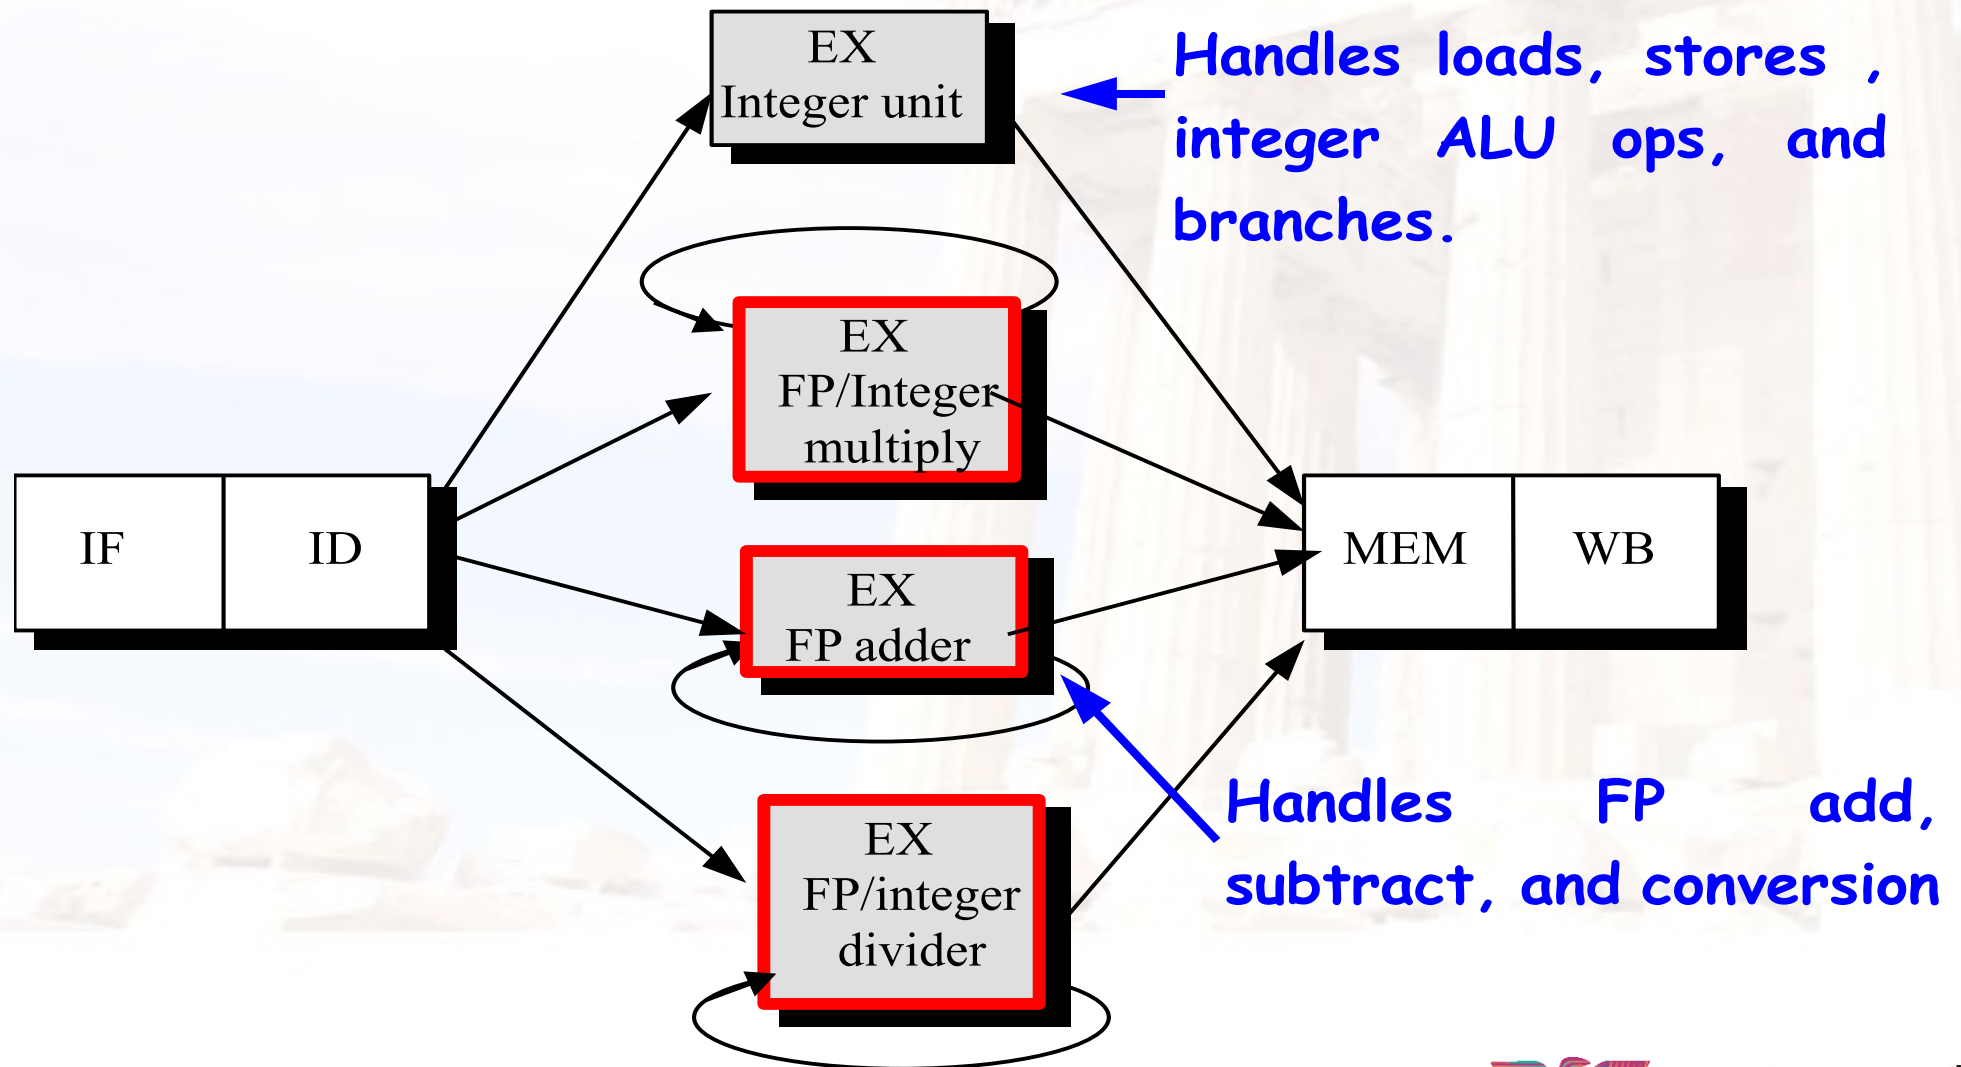 EX
Integer unit
Handles loads, stores ,
integer ALU ops, and
branches.
EX
FP/Integer
multiply
IF ID
EX
FP adder
MEM WB
Handles FP add,
subtract, and conversion
EX
FP/integer
divider